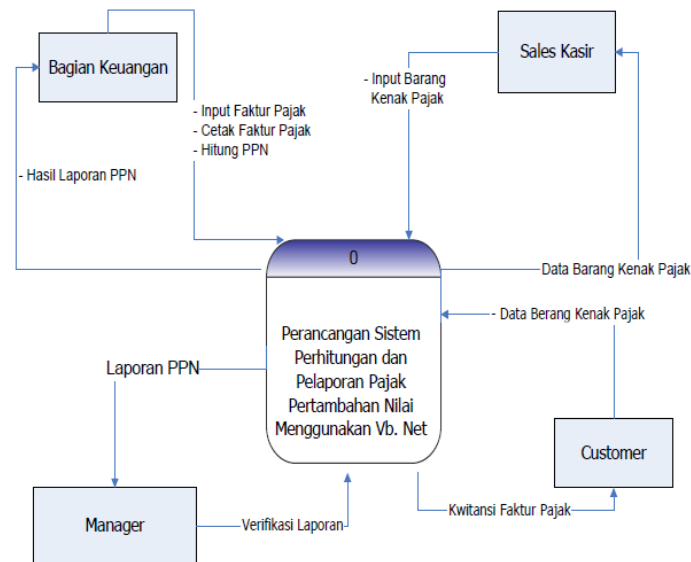 Bagian Keuangan
Sales Kasir
- Input Barang
Kenak Pajak
- Input Faktur Pajak
- Cetak Faktur Pajak
- Hitung PPN
- Hasil Laporan PPN
0
Data Barang Kenak Pajak
- Data Berang Kenak Pajak
Perancangan Sistem
Perhitungan dan
Pelaporan Pajak
Pertambahan Nilai
Menggunakan Vb. Net
Laporan PPN
Customer
Kwitansi Faktur Pajak
Manager
Verifikasi Laporan